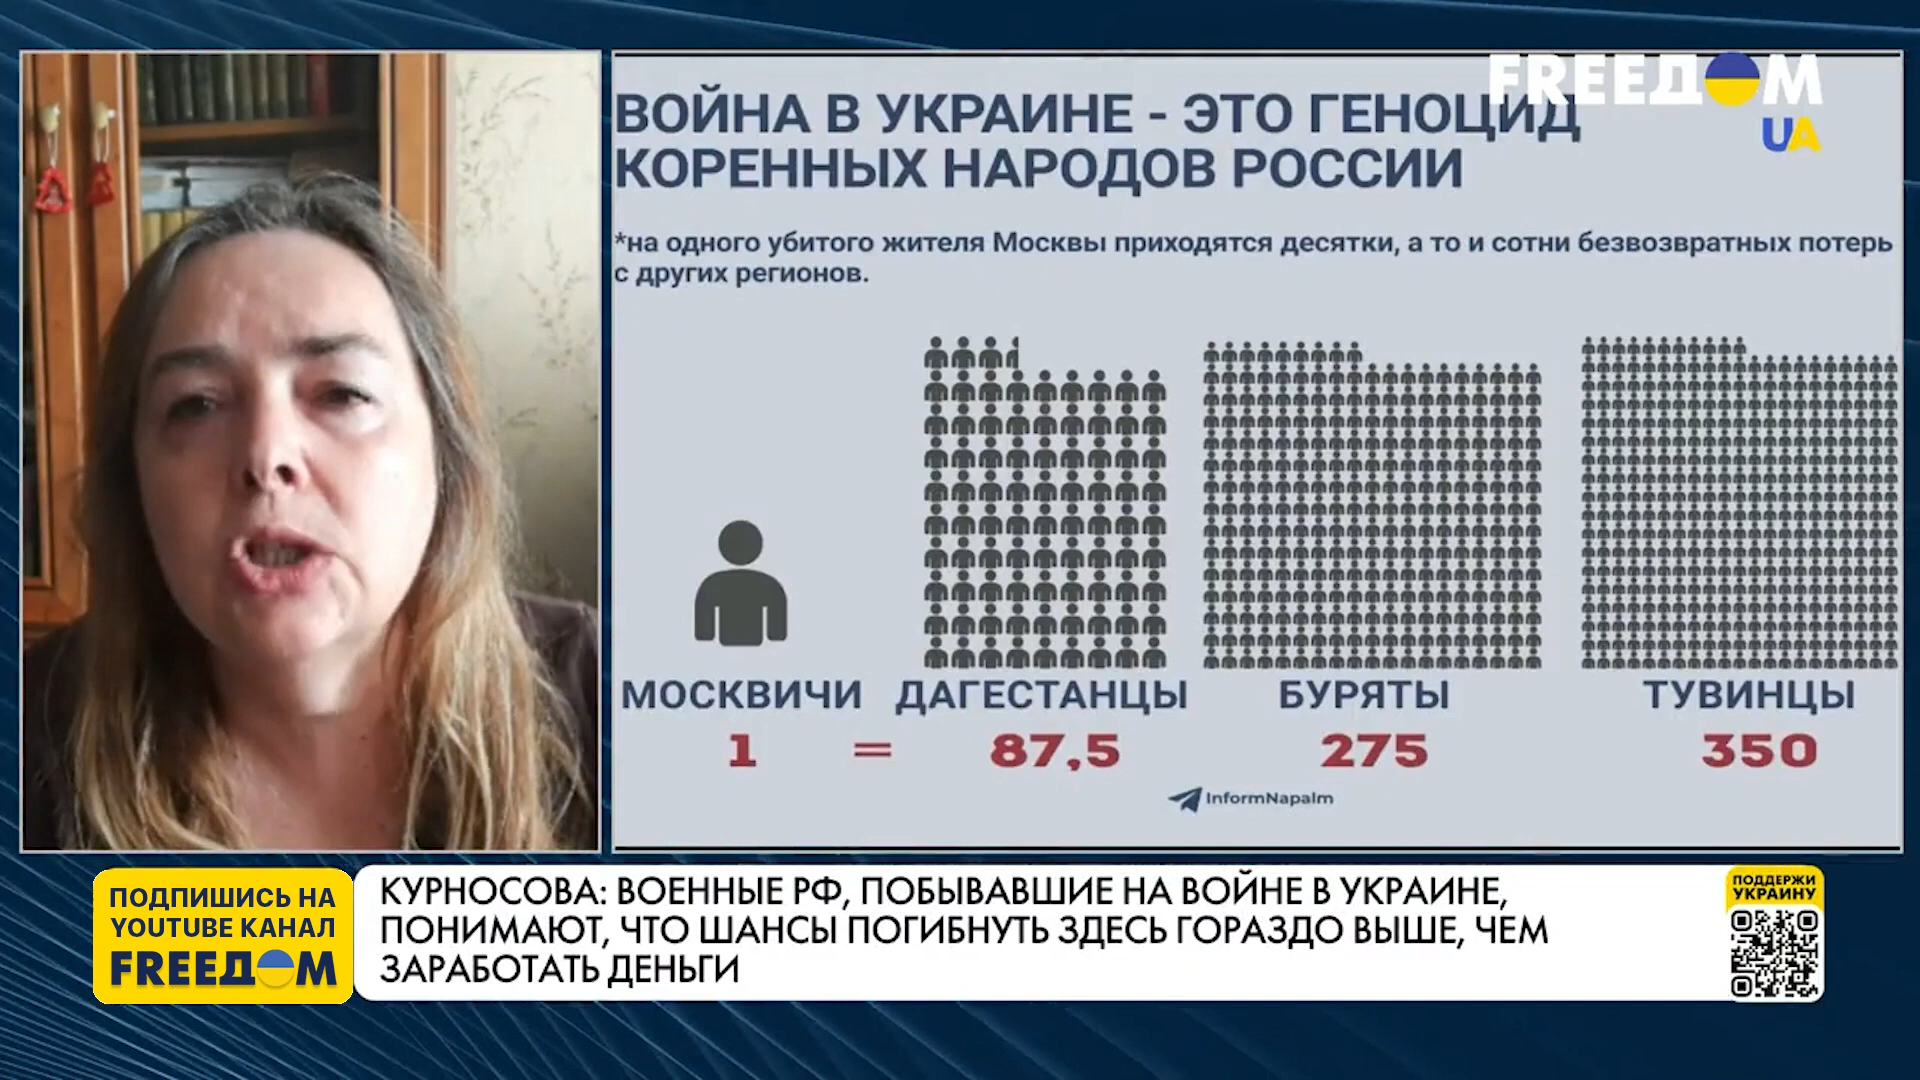 FREEДOM
UA
ВОЙНА В УКРАИНЕ - ЭТО ГЕНОЦИД
КОРЕННЫХ НАРОДОВ РОССИИ
*на одного убитого жителя Москвы приходятся десятки, а то и сотни безвозвратных потерь
с других регионов.
МОСКВИЧИ ДАГЕСТАНЦЫ БУРЯТЫ ТУВИНЦЫ
1 = 87,5 275 350
InformNapalm
ПОДПИШИСЬ НА
YOUTUBE КАНАЛ
FREEДOM
КУРНОСОВА: ВОЕННЫЕ РФ, ПОБЫВАВШИЕ НА ВОЙНЕ В УКРАИНЕ,
ПОНИМАЮТ, ЧТО ШАНСЫ ПОГИБНУТЬ ЗДЕСЬ ГОРАЗДО ВЫШЕ, ЧЕМ
ЗАРАБОТАТЬ ДЕНЬГИ
ПОДДЕРЖИ
УКРАИНУ